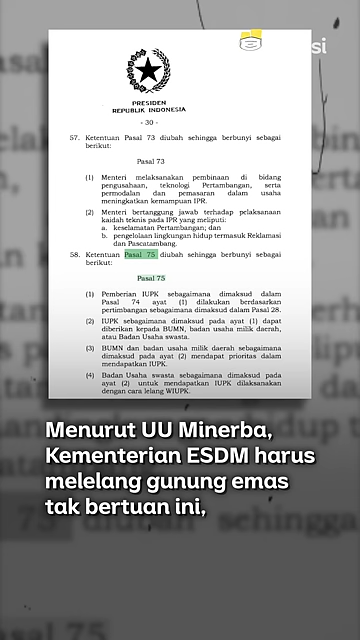 si
PRESIDEN
REPUBLIK INDONESIA
- 30 -
57. Ketentuan Pasal 73 diubah sehingga berbunyi sebagai
berikut:
Pasal 73
(1) Menteri melaksanakan pembinaan di bidang
pengusahaan, teknologi Pertambangan, serta
permodalan dan pemasaran dalam usaha
meningkatkan kemampuan IPR.
(2) Menteri bertanggung jawab terhadap pelaksanaan
kaidah teknis pada IPR yang meliputi:
a. keselamatan Pertambangan; dan
b. pengelolaan lingkungan hidup termasuk Reklamasi
dan Pascatambang.
58. Ketentuan Pasal 75 diubah sehingga berbunyi sebagai
berikut:
Pasal 75
(1) Pemberian IUPK sebagaimana dimaksud dalam
Pasal 74 ayat (1) dilakukan berdasarkan
pertimbangan sebagaimana dimaksud dalam Pasal 28.
(2) IUPK sebagaimana dimaksud pada ayat (1) dapat
diberikan kepada BUMN, badan usaha milik daerah,
atau Badan Usaha swasta.
(3) BUMN dan badan usaha milik daerah sebagaimana
dimaksud pada ayat (2) mendapat prioritas dalam
mendapatkan IUPK.
(4) Badan Usaha swasta sebagaimana dimaksud pada
ayat (2) untuk mendapatkan IUPK dilaksanakan
dengan cara lelang WIUPK.
Menurut UU Minerba,
Kementerian ESDM harus
melelang gunung emas
tak bertuan ini,
73 diubah sehingga
asal 75